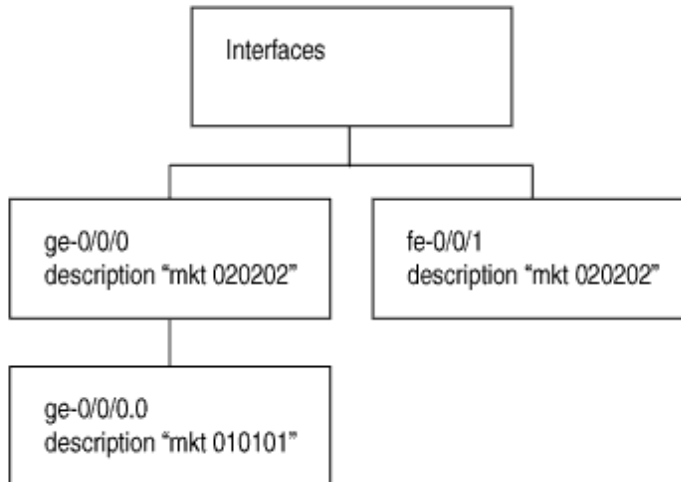 Interfaces
ge-0/0/0
description “mkt 020202”
fe-0/0/1
description “mkt 020202”
ge-0/0/0.0
description “mkt 010101”